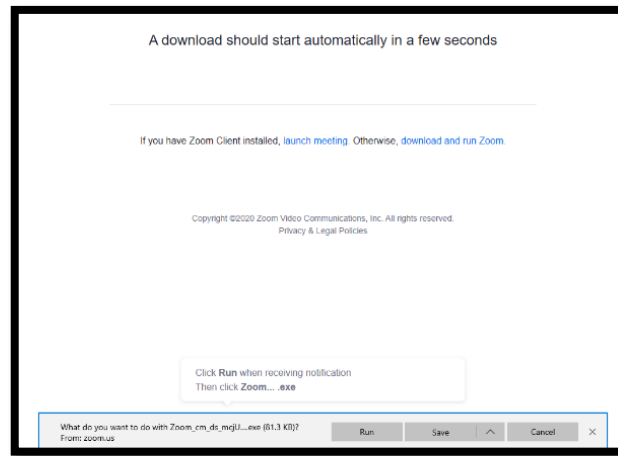 A download should start automatically in a few seconds
If you have Zoom Client installed, launch meeting. Otherwise, download and run Zoom.
Copyright ©2020 Zoom Video Communications, Inc. All rights reserved.
Privacy & Legal Policies
Click Run when receiving notification
Then click Zoom... .exe
What do you want to do with Zoom_cm_ds_mcjU....exe (81.3 KB)?
From: zoom.us
Run Save Cancel